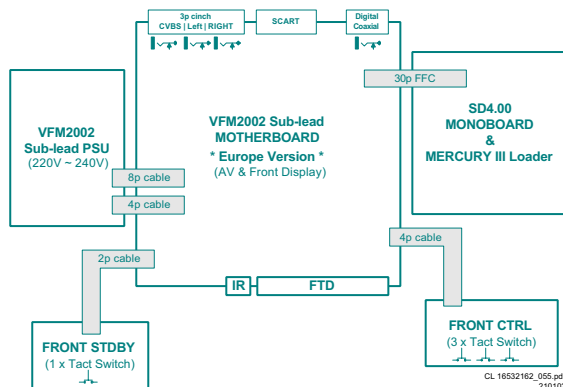 3p cinch
CVBS | Left | RIGHT
SCART
Digital
Coaxial
30p FFC
VFM2002
Sub-lead PSU
(220V ~ 240V)
VFM2002 Sub-lead
MOTHERBOARD
* Europe Version *
(AV & Front Display)
SD4.00
MONOBOARD
&
MERCURY III Loader
8p cable
4p cable
2p cable
4p cable
IR
FTD
FRONT STDBY
(1 x Tact Switch)
FRONT CTRL
(3 x Tact Switch)
CL 16532162_055.pd